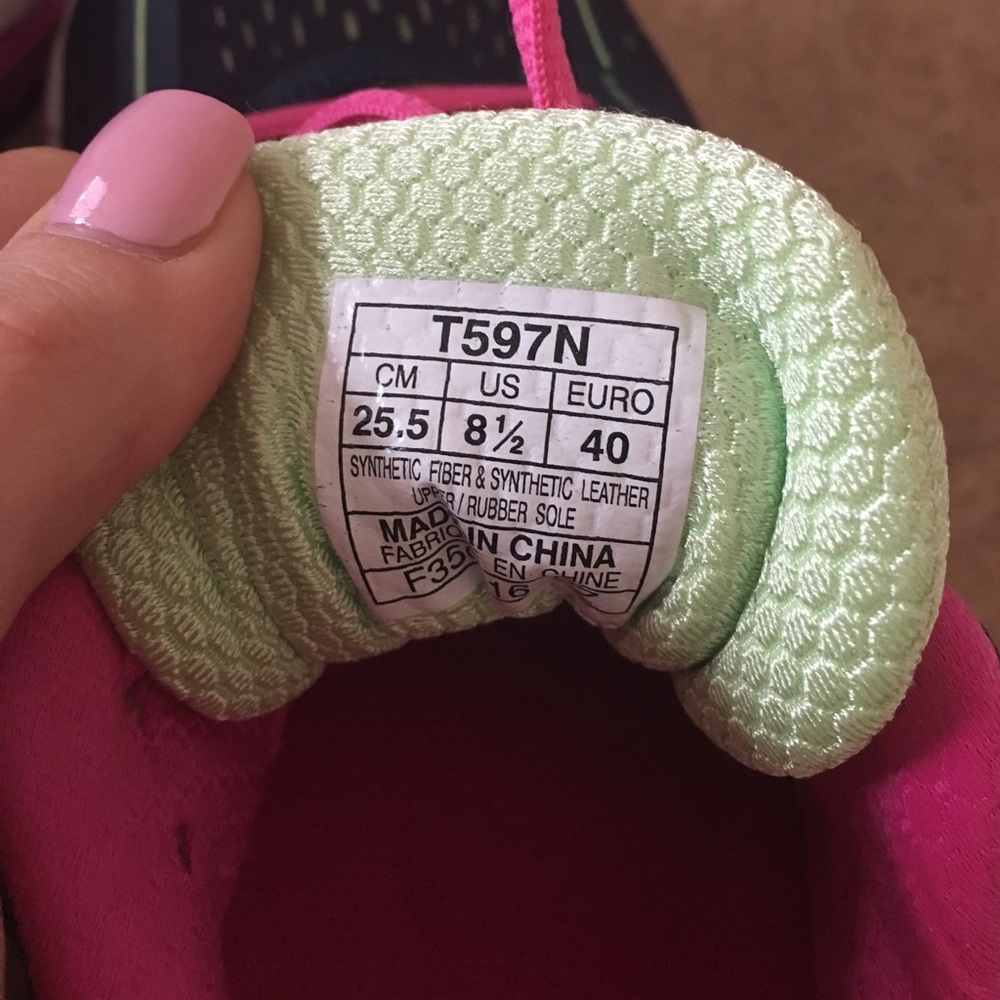 T597N
CM US EURO
25.5 8½ 40
SYNTHETIC FIBER & SYNTHETIC LEATHER
UPPER / RUBBER SOLE
MADE IN CHINA
EN CHINE
16